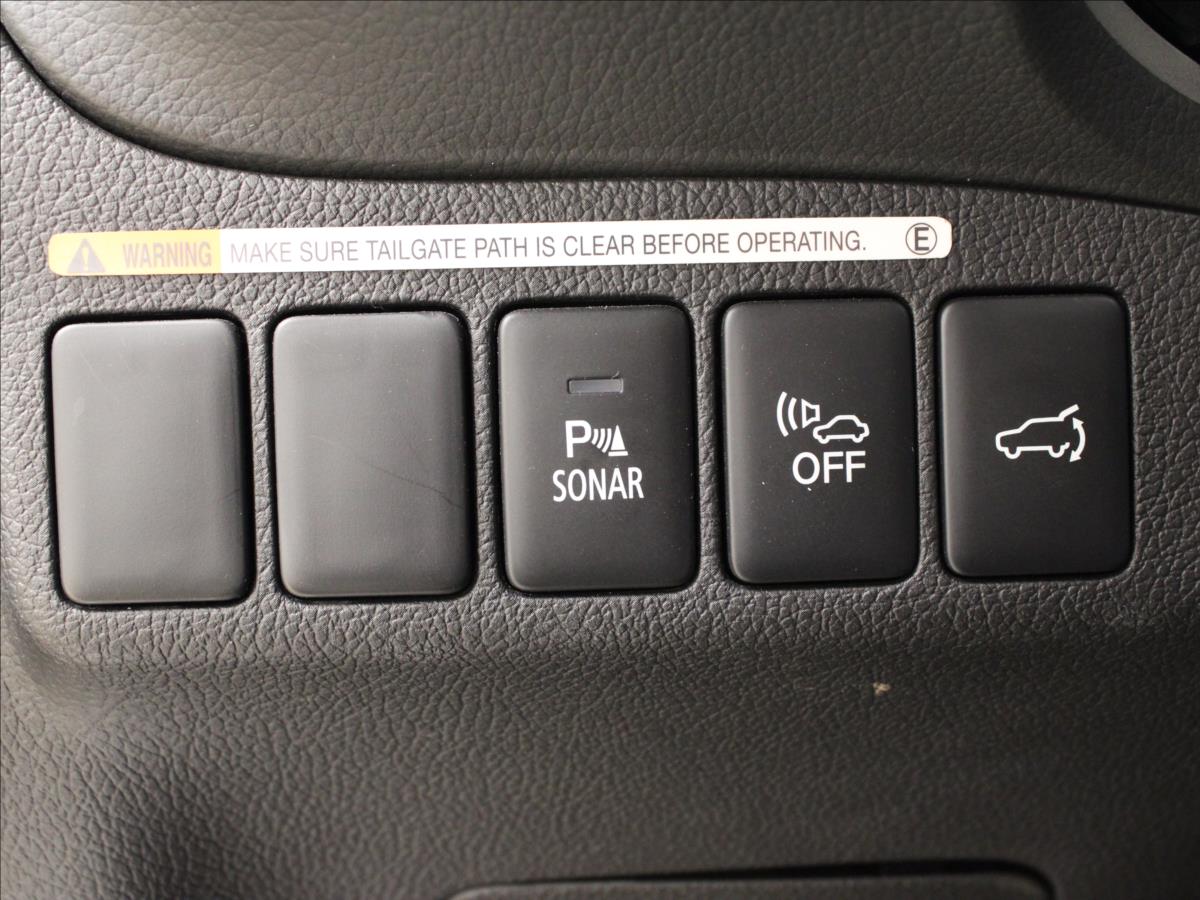 WARNING MAKE SURE TAILGATE PATH IS CLEAR BEFORE OPERATING. E
P
SONAR
OFF